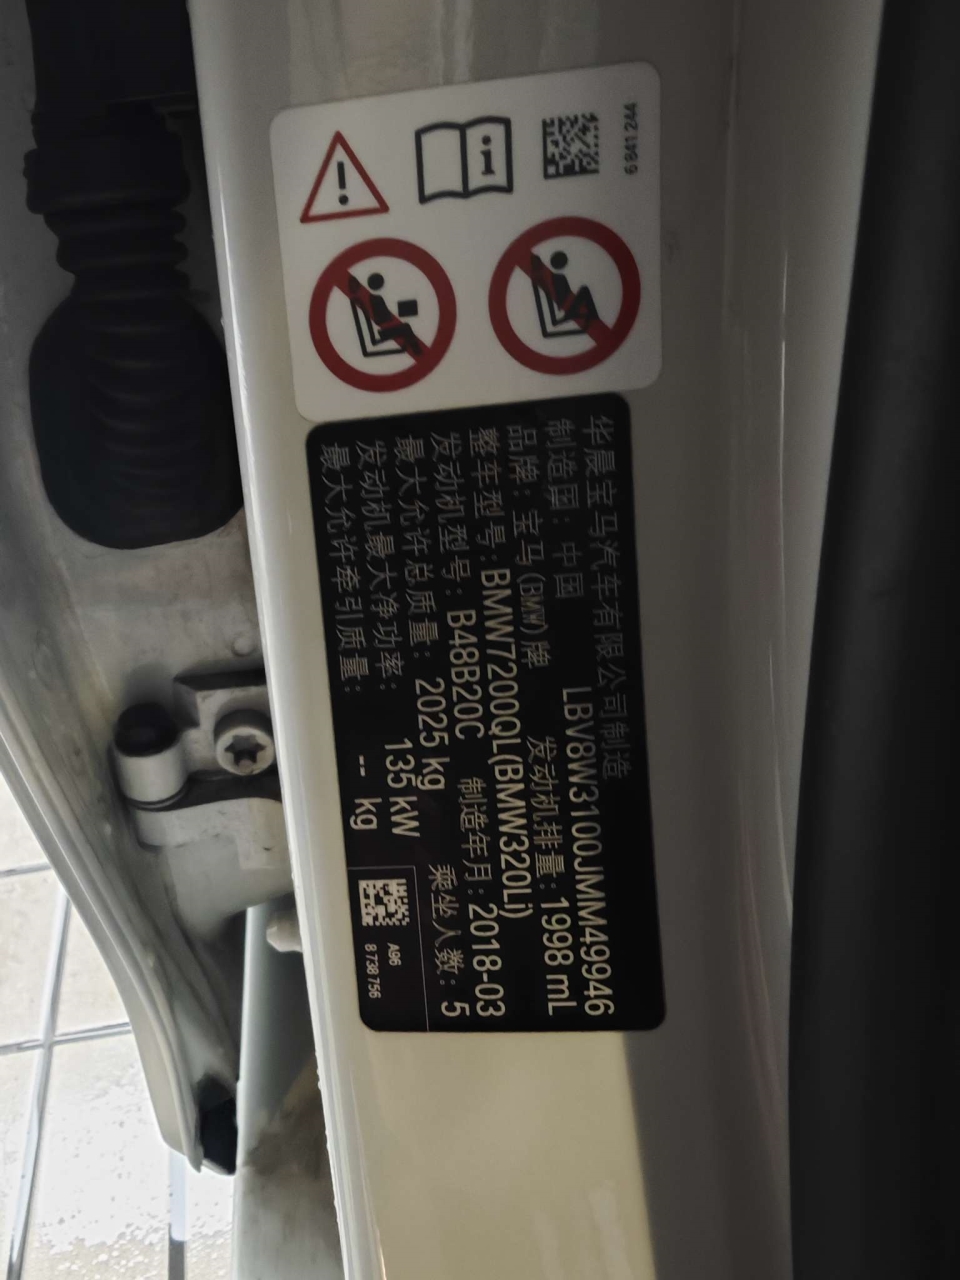 6 841 244
华晨宝马汽车有限公司制造
制造国：中国 LBV8W3100JMM49946
品牌：宝马(BMW)牌 发动机排量：1998 mL
整车型号：BMW7200QL(BMW320Li)
发动机型号：B48B20C 制造年月：2018-03
最大允许总质量：2025 kg 乘坐人数：5
发动机最大净功率：135 kW
最大允许牵引质量：-- kg
A96
8 738 756